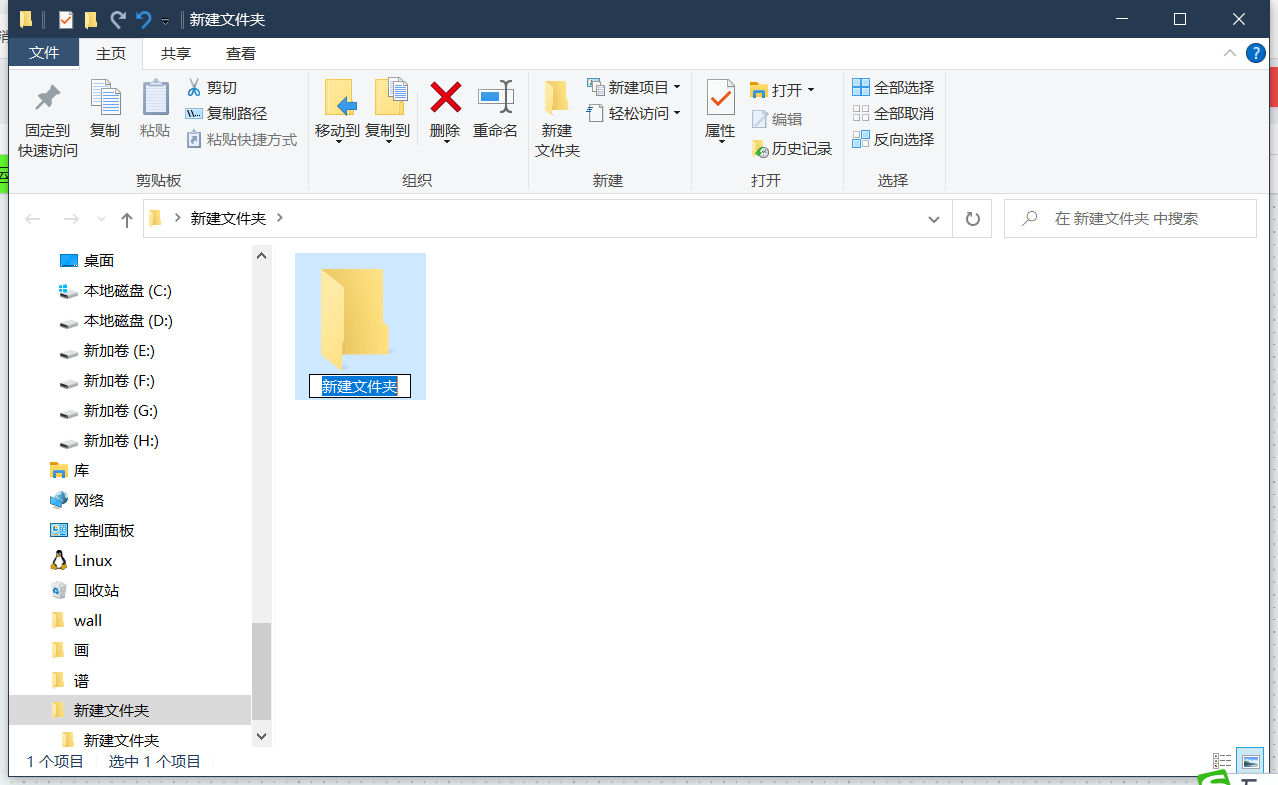 新建文件夹
文件 主页 共享 查看
固定到
快速访问
复制
粘贴
剪切
复制路径
粘贴快捷方式
剪贴板
移动到
复制到
删除
重命名
组织
新建
文件夹
新建项目
轻松访问
新建
属性
打开
编辑
历史记录
打开
全部选择
全部取消
反向选择
选择
新建文件夹
在 新建文件夹 中搜索
桌面
本地磁盘 (C:)
本地磁盘 (D:)
新加卷 (E:)
新加卷 (F:)
新加卷 (G:)
新加卷 (H:)
库
网络
控制面板
Linux
回收站
wall
画
谱
新建文件夹
新建文件夹
新建文件夹
1 个项目 选中 1 个项目